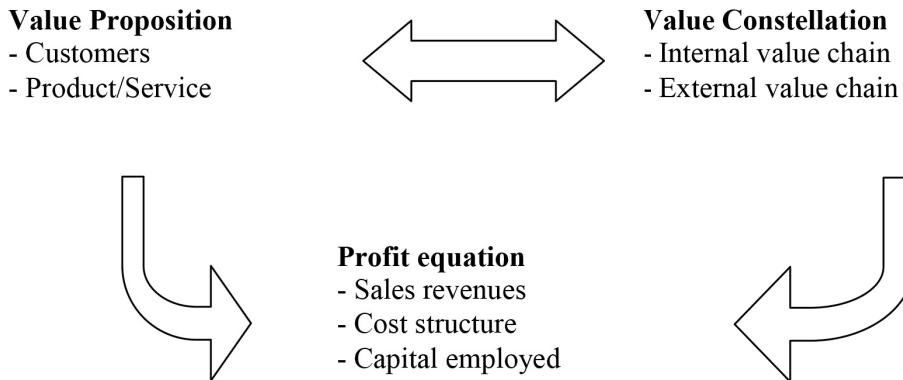 Value Proposition
- Customers
- Product/Service
Value Constellation
- Internal value chain
- External value chain
Profit equation
- Sales revenues
- Cost structure
- Capital employed